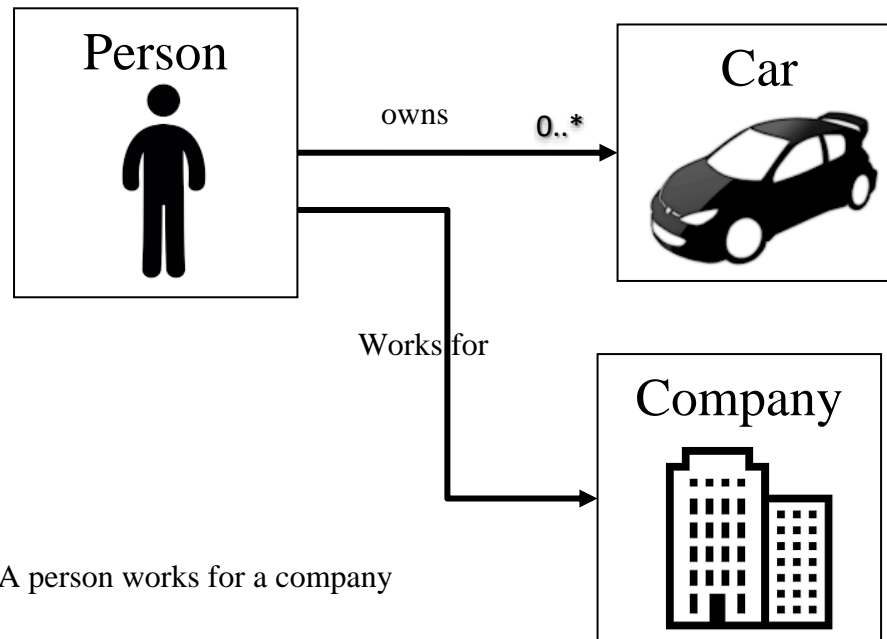 Person
Car
owns
0..*
Works for
Company
A person works for a company